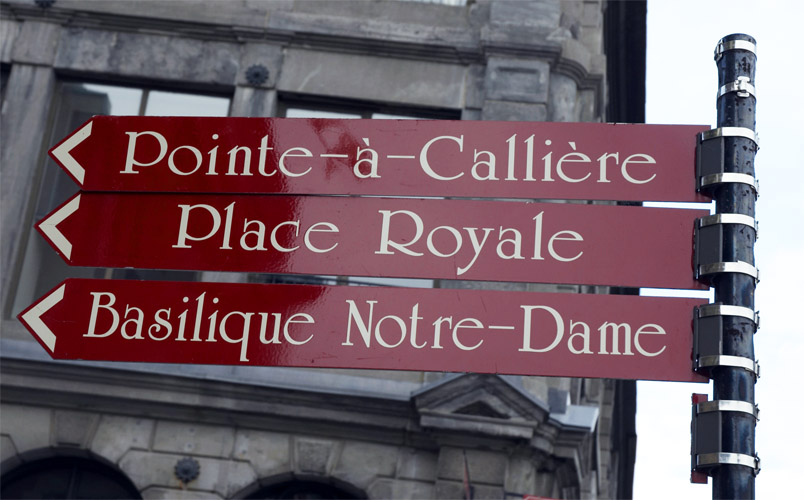 Pointe-à-Callière
Place Royale
Basilique Notre-Dame